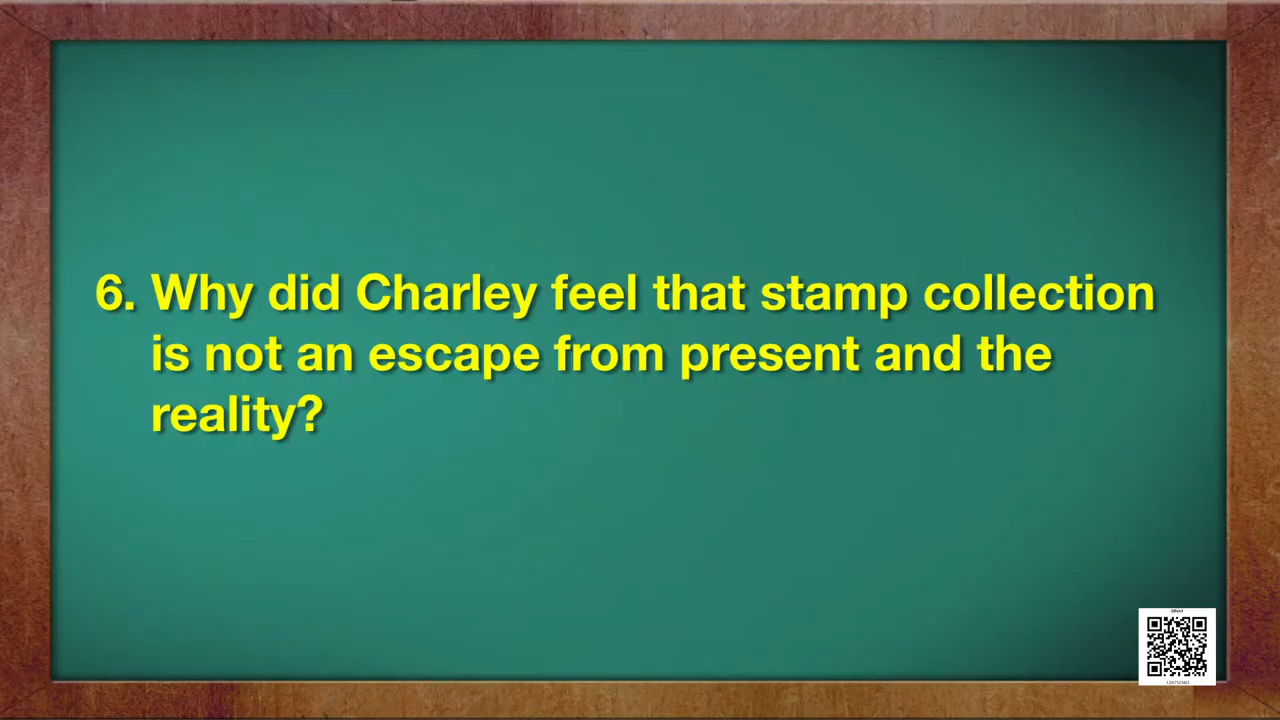 6. Why did Charley feel that stamp collection
is not an escape from present and the
reality?